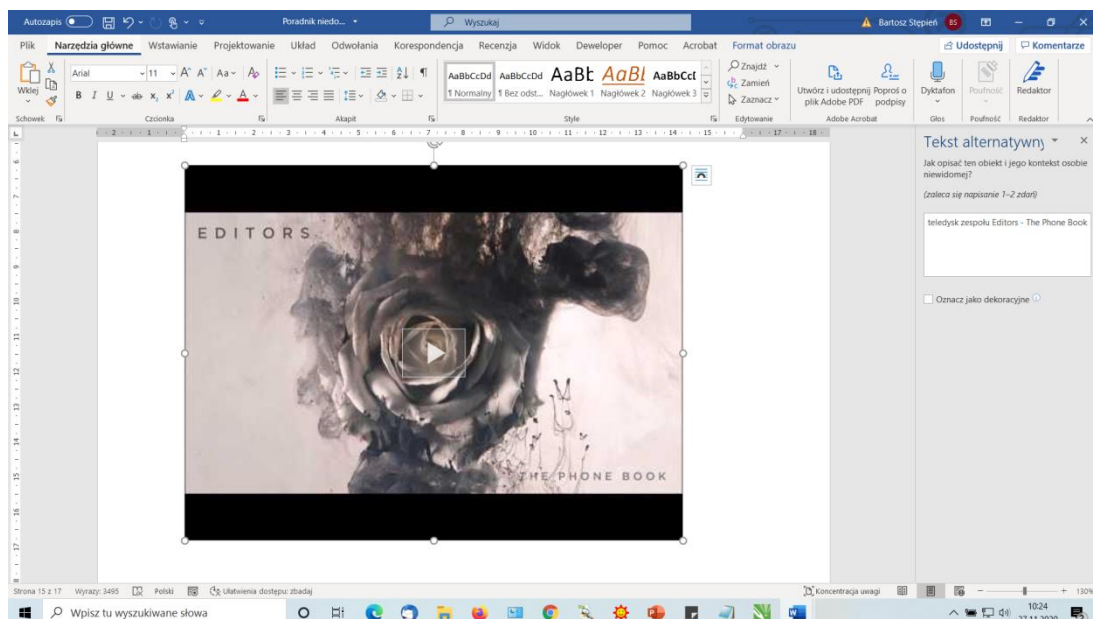 Autozapis
Poradnik niedo...
Wyszukaj
Bartosz Stępień BS
Plik Narzędzia główne Wstawianie Projektowanie Układ Odwołania Korespondencja Recenzja Widok Deweloper Pomoc Acrobat Format obrazu Udostępnij Komentarze
Wklej
Arial 11
AaBbCcDd AaBbCcDd AaBb AaBb AaBbCcI
¶ Normalny ¶ Bez odst... Nagłówek 1 Nagłówek 2 Nagłówek 3
Znajdź
Zamień
Zaznacz
Utwórz i udostępnij plik Adobe PDF
Poproś o podpisy
Dyktafon
Poufność
Redaktor
Schowek Czcionka Akapit Style Edytowanie Adobe Acrobat Głos Poufność Redaktor
Tekst alternatywny
Jak opisać ten obiekt i jego kontekst osobie
niewidomej?
(zaleca się napisanie 1–2 zdań)
teledysk zespołu Editors - The Phone Book
Oznacz jako dekoracyjne
EDITORS
THE PHONE BOOK
Strona 15 z 17 Wyrazy: 3495 Polski Ułatwienia dostępu: zbadaj Koncentracja uwagi 130%
Wpisz tu wyszukiwane słowa
10:24
27.11.2020